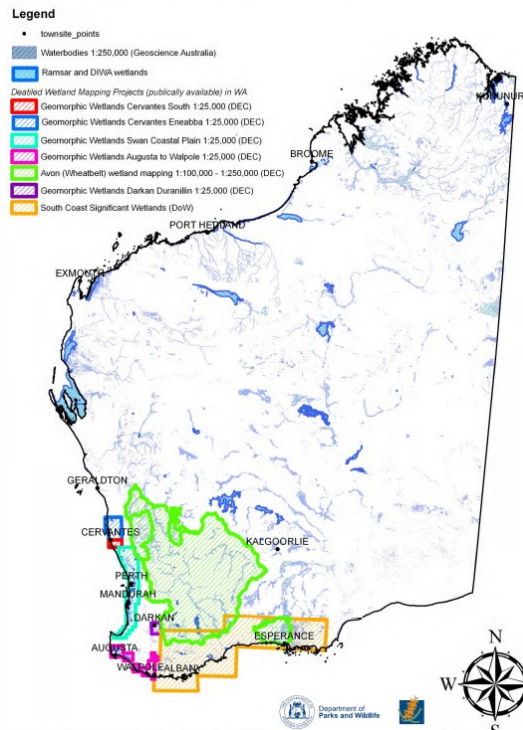 Legend
townsite_points
Waterbodies 1:250,000 (Geoscience Australia)
Ramsar and DIWA wetlands
Deatiled Wetland Mapping Projects (publically available) in WA
Geomorphic Wetlands Cervantes South 1:25,000 (DEC)
Geomorphic Wetlands Cervantes Eneabba 1:25,000 (DEC)
Geomorphic Wetlands Swan Coastal Plain 1:25,000 (DEC)
Geomorphic Wetlands Augusta to Walpole 1:25,000 (DEC)
Avon (Wheatbelt) wetland mapping 1:100,000 - 1:250,000 (DEC)
Geomorphic Wetlands Darkan Duranillin 1:25,000 (DEC)
South Coast Significant Wetlands (DoW)
KUNUNURRA
BROOME
PORT HEDLAND
EXMOUTH
GERALDTON
CERVANTES
KALGOORLIE
PERTH
MANDURAH
DARKAN
ESPERANCE
AUGUSTA
WALPOLE
ALBANY
N
W
E
S
Department of
Parks and Wildlife